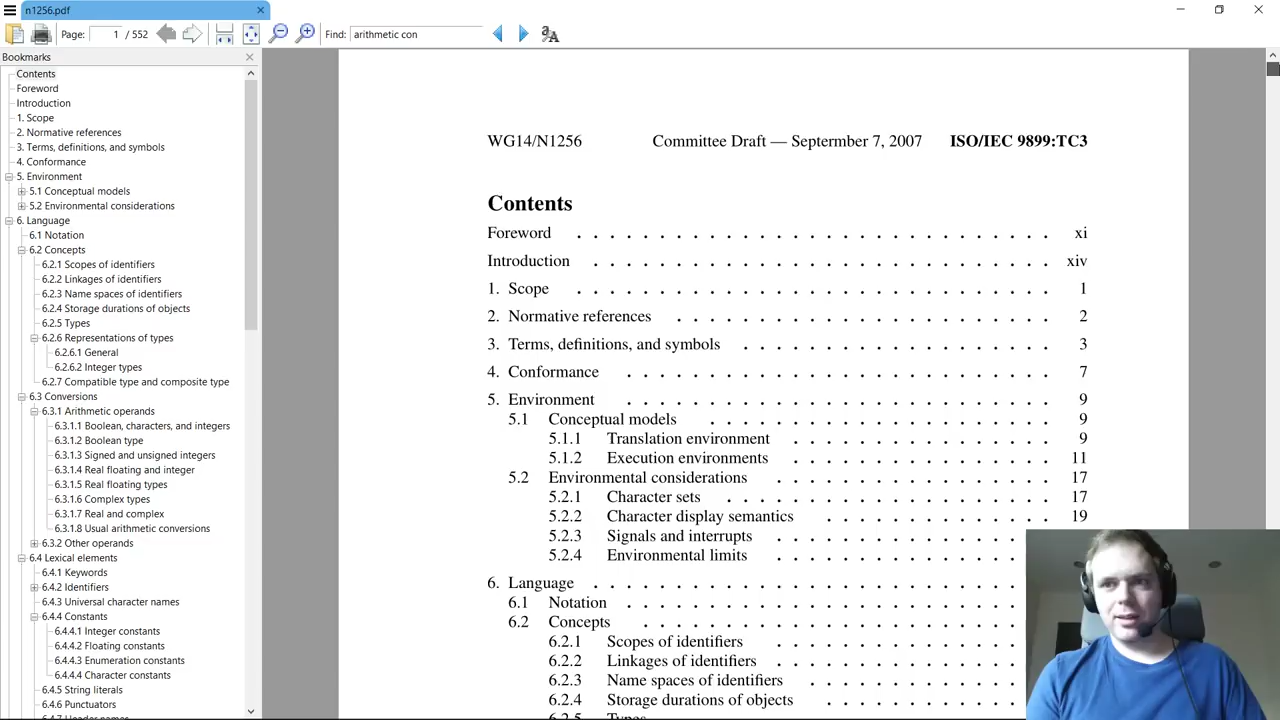 n1256.pdf
Page: 1 / 552 Find: arithmetic con
Bookmarks
Contents
Foreword
Introduction
1. Scope
2. Normative references
3. Terms, definitions, and symbols
4. Conformance
5. Environment
5.1 Conceptual models
5.2 Environmental considerations
6. Language
6.1 Notation
6.2 Concepts
6.2.1 Scopes of identifiers
6.2.2 Linkages of identifiers
6.2.3 Name spaces of identifiers
6.2.4 Storage durations of objects
6.2.5 Types
6.2.6 Representations of types
6.2.6.1 General
6.2.6.2 Integer types
6.2.7 Compatible type and composite type
6.3 Conversions
6.3.1 Arithmetic operands
6.3.1.1 Boolean, characters, and integers
6.3.1.2 Boolean type
6.3.1.3 Signed and unsigned integers
6.3.1.4 Real floating and integer
6.3.1.5 Real floating types
6.3.1.6 Complex types
6.3.1.7 Real and complex
6.3.1.8 Usual arithmetic conversions
6.3.2 Other operands
6.4 Lexical elements
6.4.1 Keywords
6.4.2 Identifiers
6.4.3 Universal character names
6.4.4 Constants
6.4.4.1 Integer constants
6.4.4.2 Floating constants
6.4.4.3 Enumeration constants
6.4.4.4 Character constants
6.4.5 String literals
6.4.6 Punctuators
6.4.7 Header names
WG14/N1256 Committee Draft — Septermber 7, 2007 ISO/IEC 9899:TC3
Contents
Foreword . . . . . . . . . . . . . . . . . . . . . . . . . . xi
Introduction . . . . . . . . . . . . . . . . . . . . . . . . . xiv
1. Scope . . . . . . . . . . . . . . . . . . . . . . . . . . 1
2. Normative references . . . . . . . . . . . . . . . . . . . . 2
3. Terms, definitions, and symbols . . . . . . . . . . . . . . . . 3
4. Conformance . . . . . . . . . . . . . . . . . . . . . . . 7
5. Environment . . . . . . . . . . . . . . . . . . . . . . . 9
5.1 Conceptual models . . . . . . . . . . . . . . . . . . . 9
5.1.1 Translation environment . . . . . . . . . . . . . 9
5.1.2 Execution environments . . . . . . . . . . . . . 11
5.2 Environmental considerations . . . . . . . . . . . . . . 17
5.2.1 Character sets . . . . . . . . . . . . . . . . . 17
5.2.2 Character display semantics . . . . . . . . . . . 19
5.2.3 Signals and interrupts . . . . . . . . . . . .
5.2.4 Environmental limits . . . . . . . . . . . .
6. Language . . . . . . . . . . . . . . . . . . . . . .
6.1 Notation . . . . . . . . . . . . . . . . . . . .
6.2 Concepts . . . . . . . . . . . . . . . . . . .
6.2.1 Scopes of identifiers . . . . . . . . . . . .
6.2.2 Linkages of identifiers . . . . . . . . . . . .
6.2.3 Name spaces of identifiers . . . . . . . . . .
6.2.4 Storage durations of objects . . . . . . . . .
6.2.5 Types